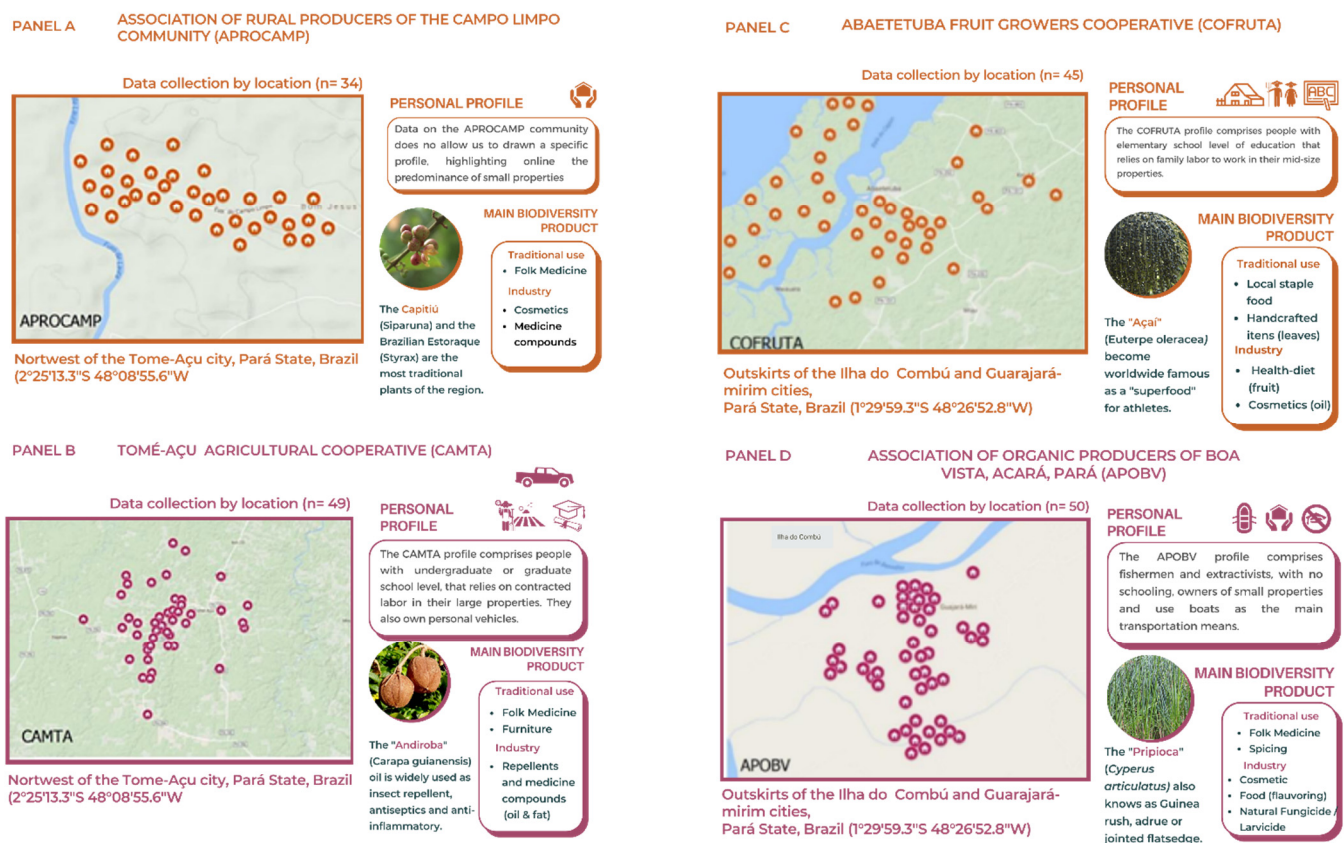 PANEL A
ASSOCIATION OF RURAL PRODUCERS OF THE CAMPO LIMPO
COMMUNITY (APROCAMP)
Data collection by location (n= 34)
Bom Jesus
APROCAMP
Nortwest of the Tome-Açu city, Pará State, Brazil
(2°25'13.3"S 48°08'55.6"W
PERSONAL PROFILE
Data on the APROCAMP community
does no allow us to drawn a specific
profile, highlighting online the
predominance of small properties
The Capitiú
(Siparuna) and the
Brazilian Estoraque
(Styrax) are the
most traditional
plants of the region.
MAIN BIODIVERSITY
PRODUCT
Traditional use
• Folk Medicine
Industry
• Cosmetics
• Medicine
compounds
PANEL B
TOMÉ-AÇU AGRICULTURAL COOPERATIVE (CAMTA)
Data collection by location (n= 49)
CAMTA
Nortwest of the Tome-Açu city, Pará State, Brazil
(2°25'13.3"S 48°08'55.6"W
PERSONAL
PROFILE
The CAMTA profile comprises people
with undergraduate or graduate
school level, that relies on contracted
labor in their large properties. They
also own personal vehicles.
The "Andiroba"
(Carapa guianensis)
oil is widely used as
insect repellent,
antiseptics and anti-
inflammatory.
MAIN BIODIVERSITY
PRODUCT
Traditional use
• Folk Medicine
• Furniture
Industry
• Repellents
and medicine
compounds
(oil & fat)
PANEL C
ABAETETUBA FRUIT GROWERS COOPERATIVE (COFRUTA)
Data collection by location (n= 45)
Abaetetuba
COFRUTA
Outskirts of the Ilha do Combú and Guarajará-
mirim cities,
Pará State, Brazil (1°29'59.3"S 48°26'52.8"W)
PERSONAL
PROFILE
ABC
The COFRUTA profile comprises people with
elementary school level of education that
relies on family labor to work in their mid-size
properties.
The "Açaí"
(Euterpe oleracea)
become
worldwide famous
as a "superfood"
for athletes.
MAIN BIODIVERSITY
PRODUCT
Traditional use
• Local staple
food
• Handcrafted
itens (leaves)
Industry
• Health-diet
(fruit)
• Cosmetics (oil)
PANEL D
ASSOCIATION OF ORGANIC PRODUCERS OF BOA
VISTA, ACARÁ, PARÁ (APOBV)
Data collection by location (n= 50)
Ilha do Combú
Guajará-Miri
APOBV
Outskirts of the Ilha do Combú and Guarajará-
mirim cities,
Pará State, Brazil (1°29'59.3"S 48°26'52.8"W)
PERSONAL
PROFILE
The APOBV profile comprises
fishermen and extractivists, with no
schooling, owners of small properties
and use boats as the main
transportation means.
The "Pripioca"
(Cyperus
articulatus) also
knows as Guinea
rush, adrue or
jointed flatsedge.
MAIN BIODIVERSITY
PRODUCT
Traditional use
• Folk Medicine
• Spicing
Industry
• Cosmetic
• Food (flauvoring)
• Natural Fungicide /
Larvicide